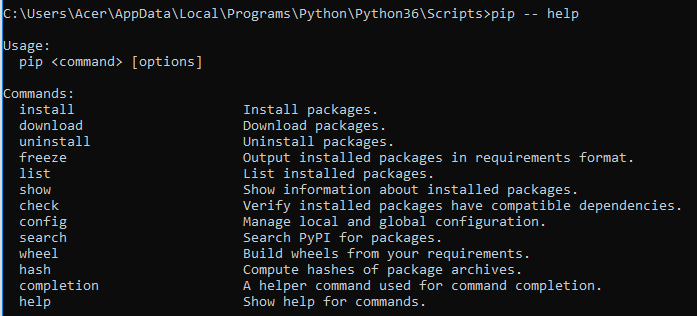 C:\Users\Acer\AppData\Local\Programs\Python\Python36\Scripts>pip -- help
Usage:
pip <command> [options]
Commands:
install Install packages.
download Download packages.
uninstall Uninstall packages.
freeze Output installed packages in requirements format.
list List installed packages.
show Show information about installed packages.
check Verify installed packages have compatible dependencies.
config Manage local and global configuration.
search Search PyPI for packages.
wheel Build wheels from your requirements.
hash Compute hashes of package archives.
completion A helper command used for command completion.
help Show help for commands.